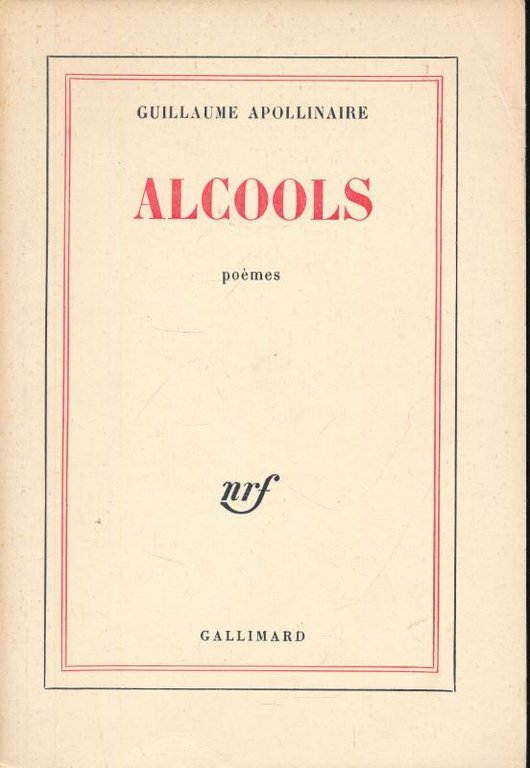 GUILLAUME APOLLINAIRE
ALCOOLS
poèmes
nrf
GALLIMARD